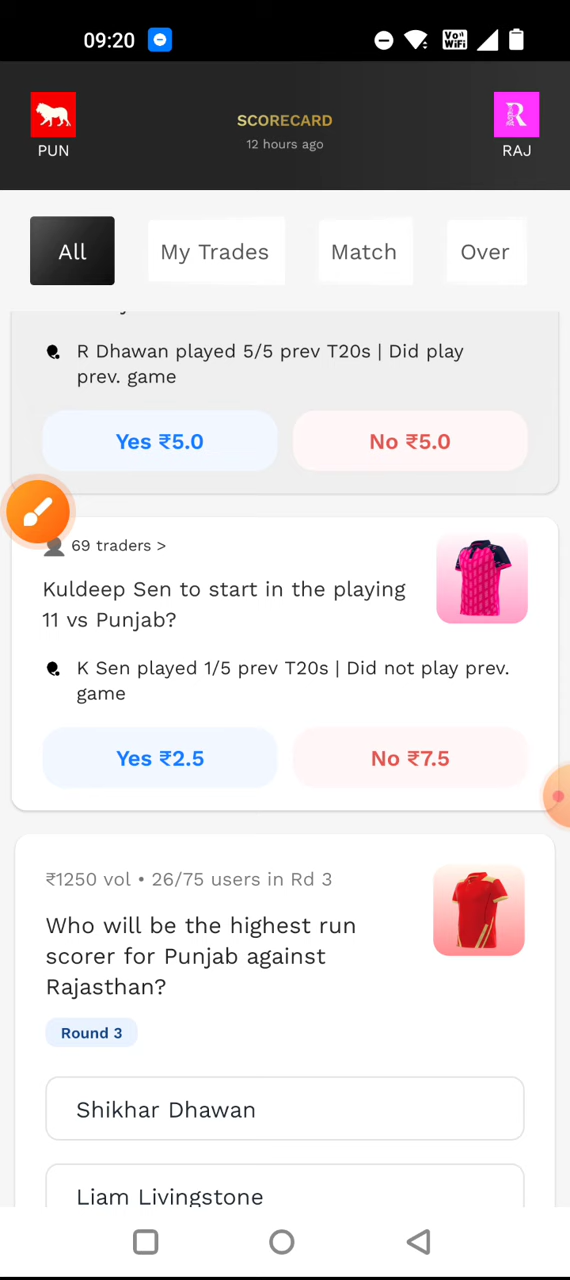 09:20
Vo))
WiFi
PUN
SCORECARD
12 hours ago
R
RAJ
All
My Trades
Match
Over
R Dhawan played 5/5 prev T20s | Did play
prev. game
Yes ₹5.0
No ₹5.0
69 traders >
Kuldeep Sen to start in the playing
11 vs Punjab?
K Sen played 1/5 prev T20s | Did not play prev.
game
Yes ₹2.5
No ₹7.5
₹1250 vol • 26/75 users in Rd 3
Who will be the highest run
scorer for Punjab against
Rajasthan?
Round 3
Shikhar Dhawan
Liam Livingstone